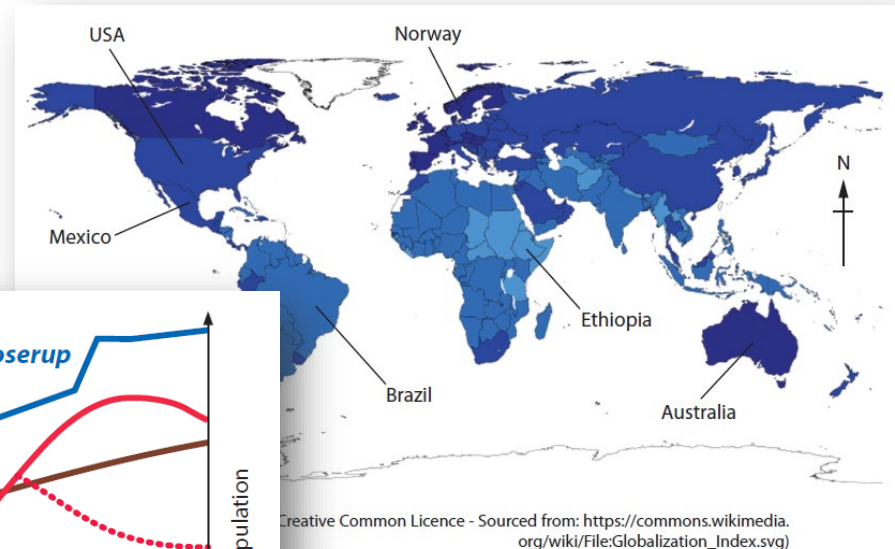 USA
Norway
N
Mexico
Ethiopia
Brazil
Australia
Creative Common Licence - Sourced from: https://commons.wikimedia.
org/wiki/File:Globalization_Index.svg)